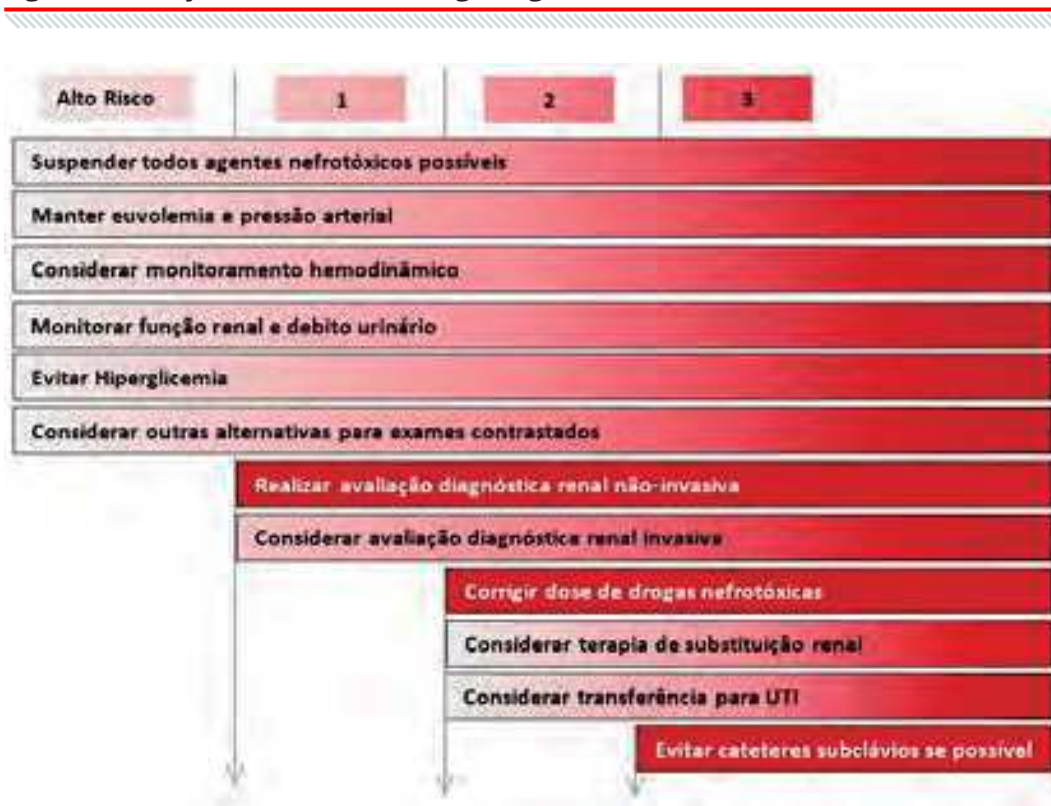 Alto Risco
1
2
3
Suspender todos agentes nefrotóxicos possíveis
Manter euvolemia e pressão arterial
Considerar monitoramento hemodinâmico
Monitorar função renal e debito urinário
Evitar Hiperglicemia
Considerar outras alternativas para exames contrastados
Realizar avaliação diagnóstica renal não-invasiva
Considerar avaliação diagnóstica renal invasiva
Corrigir dose de drogas nefrotóxicas
Considerar terapia de substituição renal
Considerar transferência para UTI
Evitar cateteres subclávios se possível